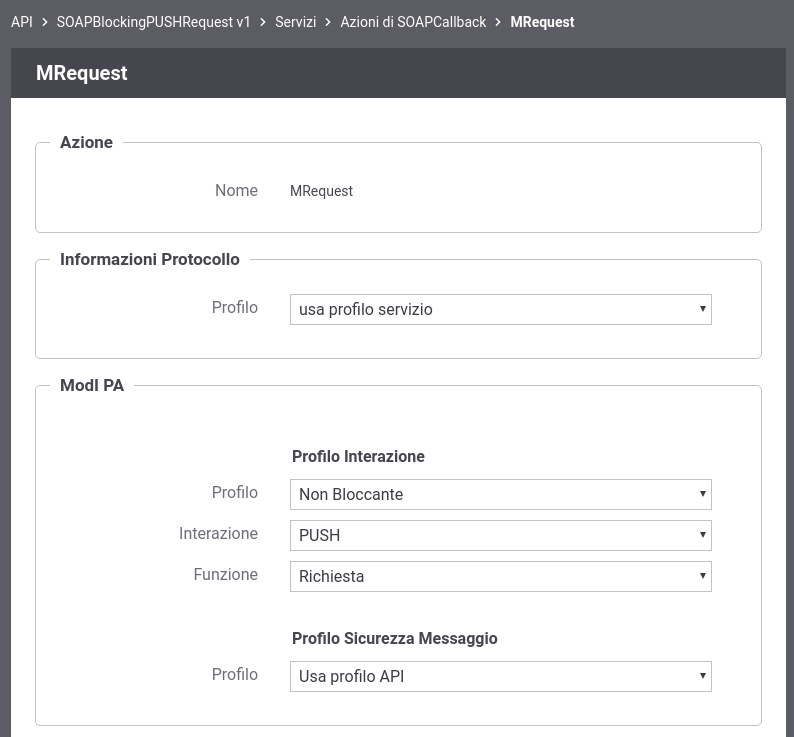 API > SOAPBlockingPUSHRequest v1 > Servizi > Azioni di SOAPCallback > MRequest
MRequest
Azione
Nome MRequest
Informazioni Protocollo
Profilo usa profilo servizio
ModI PA
Profilo Interazione
Profilo Non Bloccante
Interazione PUSH
Funzione Richiesta
Profilo Sicurezza Messaggio
Profilo Usa profilo API